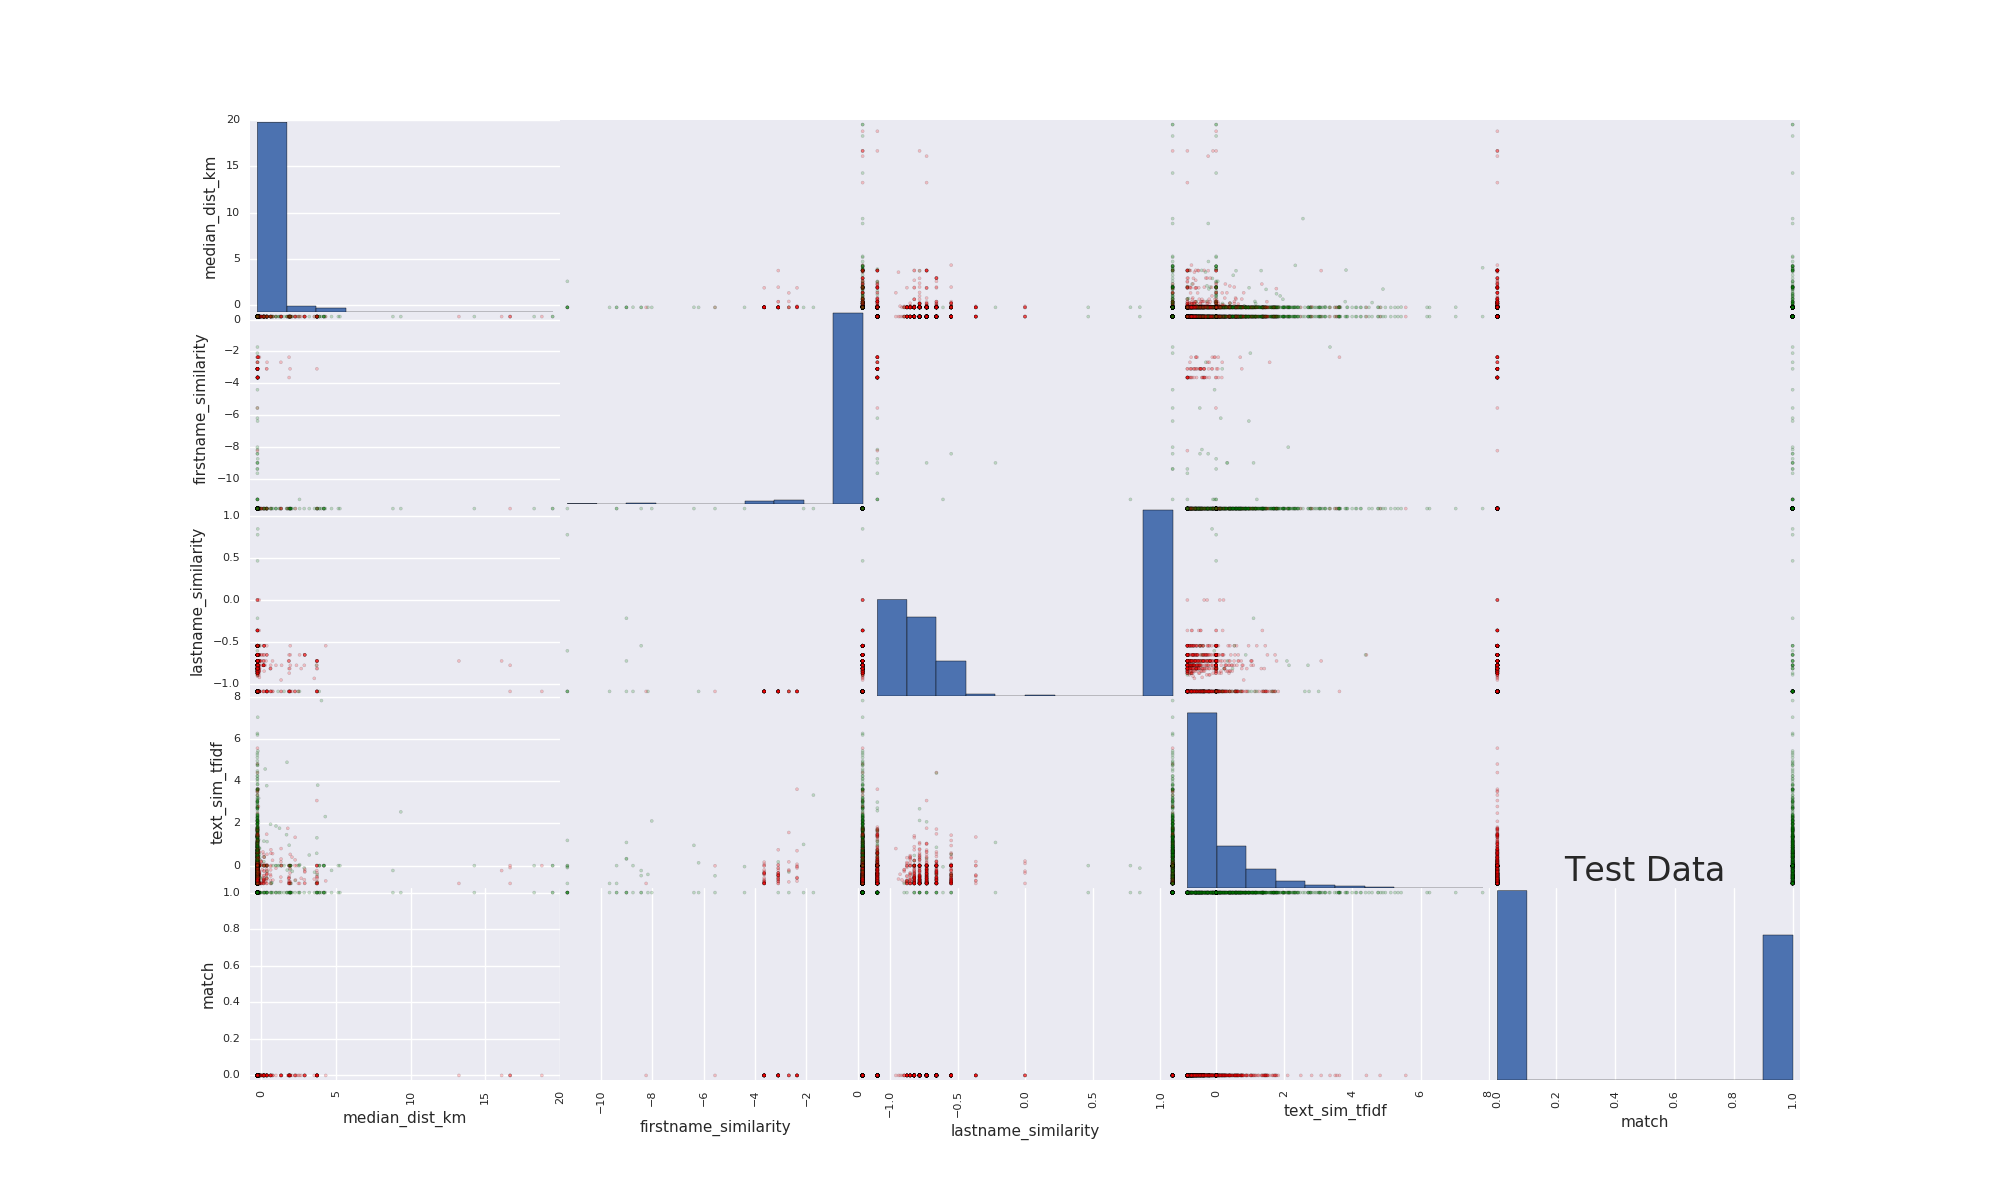 20
15
10
5
0
median_dist_km
0
−2
−4
−6
−8
−10
firstname_similarity
1.0
0.5
0.0
−0.5
−1.0
lastname_similarity
8
6
4
2
0
text_sim_tfidf
Test Data
1.0
0.8
0.6
0.4
0.2
0.0
match
0 5 10 15 20
−10 −8 −6 −4 −2 0
−1.0 −0.5 0.0 0.5 1.0
0 2 4 6 8
0.0 0.2 0.4 0.6 0.8 1.0
median_dist_km
firstname_similarity
lastname_similarity
text_sim_tfidf
match